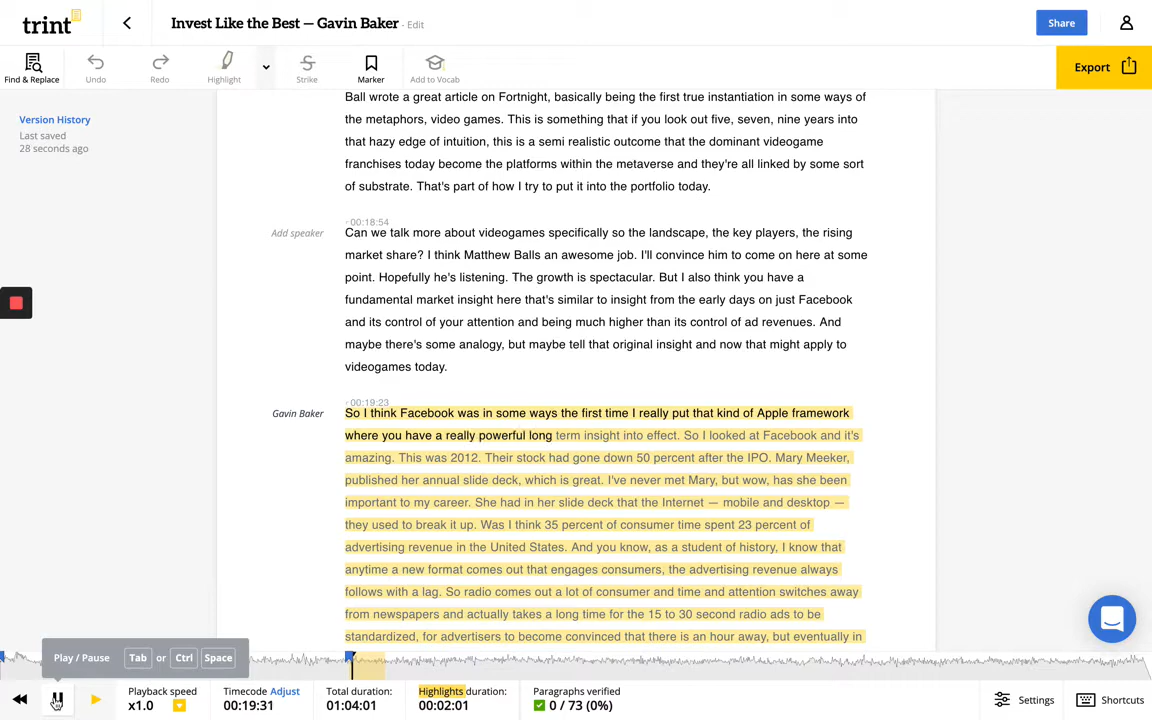 trint
Invest Like the Best — Gavin Baker · Edit
Share
Find & Replace
Undo
Redo
Highlight
Strike
Marker
Add to Vocab
Export
Version History
Last saved
28 seconds ago
Ball wrote a great article on Fortnight, basically being the first true instantiation in some ways of
the metaphors, video games. This is something that if you look out five, seven, nine years into
that hazy edge of intuition, this is a semi realistic outcome that the dominant videogame
franchises today become the platforms within the metaverse and they're all linked by some sort
of substrate. That's part of how I try to put it into the portfolio today.
00:18:54
Add speaker
Can we talk more about videogames specifically so the landscape, the key players, the rising
market share? I think Matthew Balls an awesome job. I'll convince him to come on here at some
point. Hopefully he's listening. The growth is spectacular. But I also think you have a
fundamental market insight here that's similar to insight from the early days on just Facebook
and its control of your attention and being much higher than its control of ad revenues. And
maybe there's some analogy, but maybe tell that original insight and now that might apply to
videogames today.
00:19:23
Gavin Baker
So I think Facebook was in some ways the first time I really put that kind of Apple framework
where you have a really powerful long term insight into effect. So I looked at Facebook and it's
amazing. This was 2012. Their stock had gone down 50 percent after the IPO. Mary Meeker,
published her annual slide deck, which is great. I've never met Mary, but wow, has she been
important to my career. She had in her slide deck that the Internet — mobile and desktop —
they used to break it up. Was I think 35 percent of consumer time spent 23 percent of
advertising revenue in the United States. And you know, as a student of history, I know that
anytime a new format comes out that engages consumers, the advertising revenue always
follows with a lag. So radio comes out a lot of consumer and time and attention switches away
from newspapers and actually takes a long time for the 15 to 30 second radio ads to be
standardized, for advertisers to become convinced that there is an hour away, but eventually in
Play / Pause Tab or Ctrl Space
Playback speed
x1.0
Timecode Adjust
00:19:31
Total duration:
01:04:01
Highlights duration:
00:02:01
Paragraphs verified
0 / 73 (0%)
Settings
Shortcuts